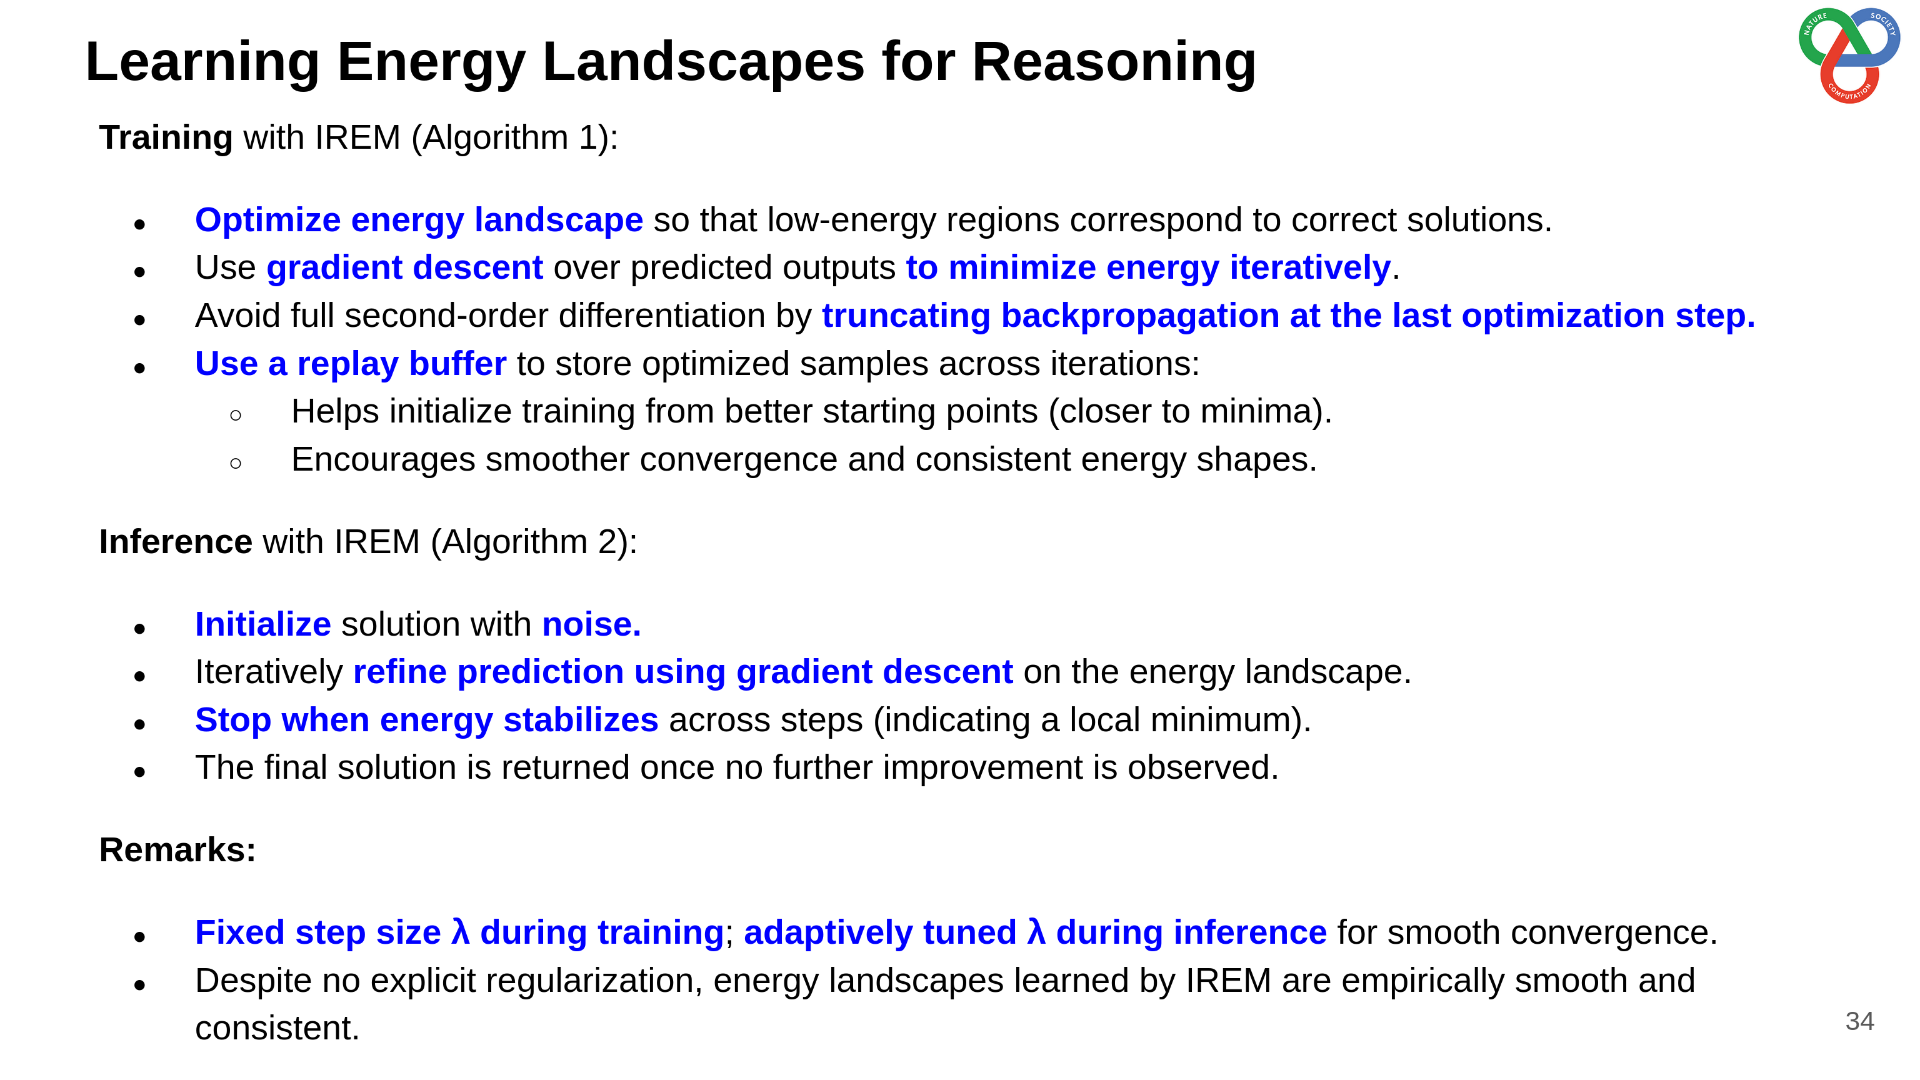 Learning Energy Landscapes for Reasoning
NATURE
SOCIETY
COMPUTATION
Training with IREM (Algorithm 1):
● Optimize energy landscape so that low-energy regions correspond to correct solutions.
● Use gradient descent over predicted outputs to minimize energy iteratively.
● Avoid full second-order differentiation by truncating backpropagation at the last optimization step.
● Use a replay buffer to store optimized samples across iterations:
○ Helps initialize training from better starting points (closer to minima).
○ Encourages smoother convergence and consistent energy shapes.
Inference with IREM (Algorithm 2):
● Initialize solution with noise.
● Iteratively refine prediction using gradient descent on the energy landscape.
● Stop when energy stabilizes across steps (indicating a local minimum).
● The final solution is returned once no further improvement is observed.
Remarks:
● Fixed step size λ during training; adaptively tuned λ during inference for smooth convergence.
● Despite no explicit regularization, energy landscapes learned by IREM are empirically smooth and
consistent.
34